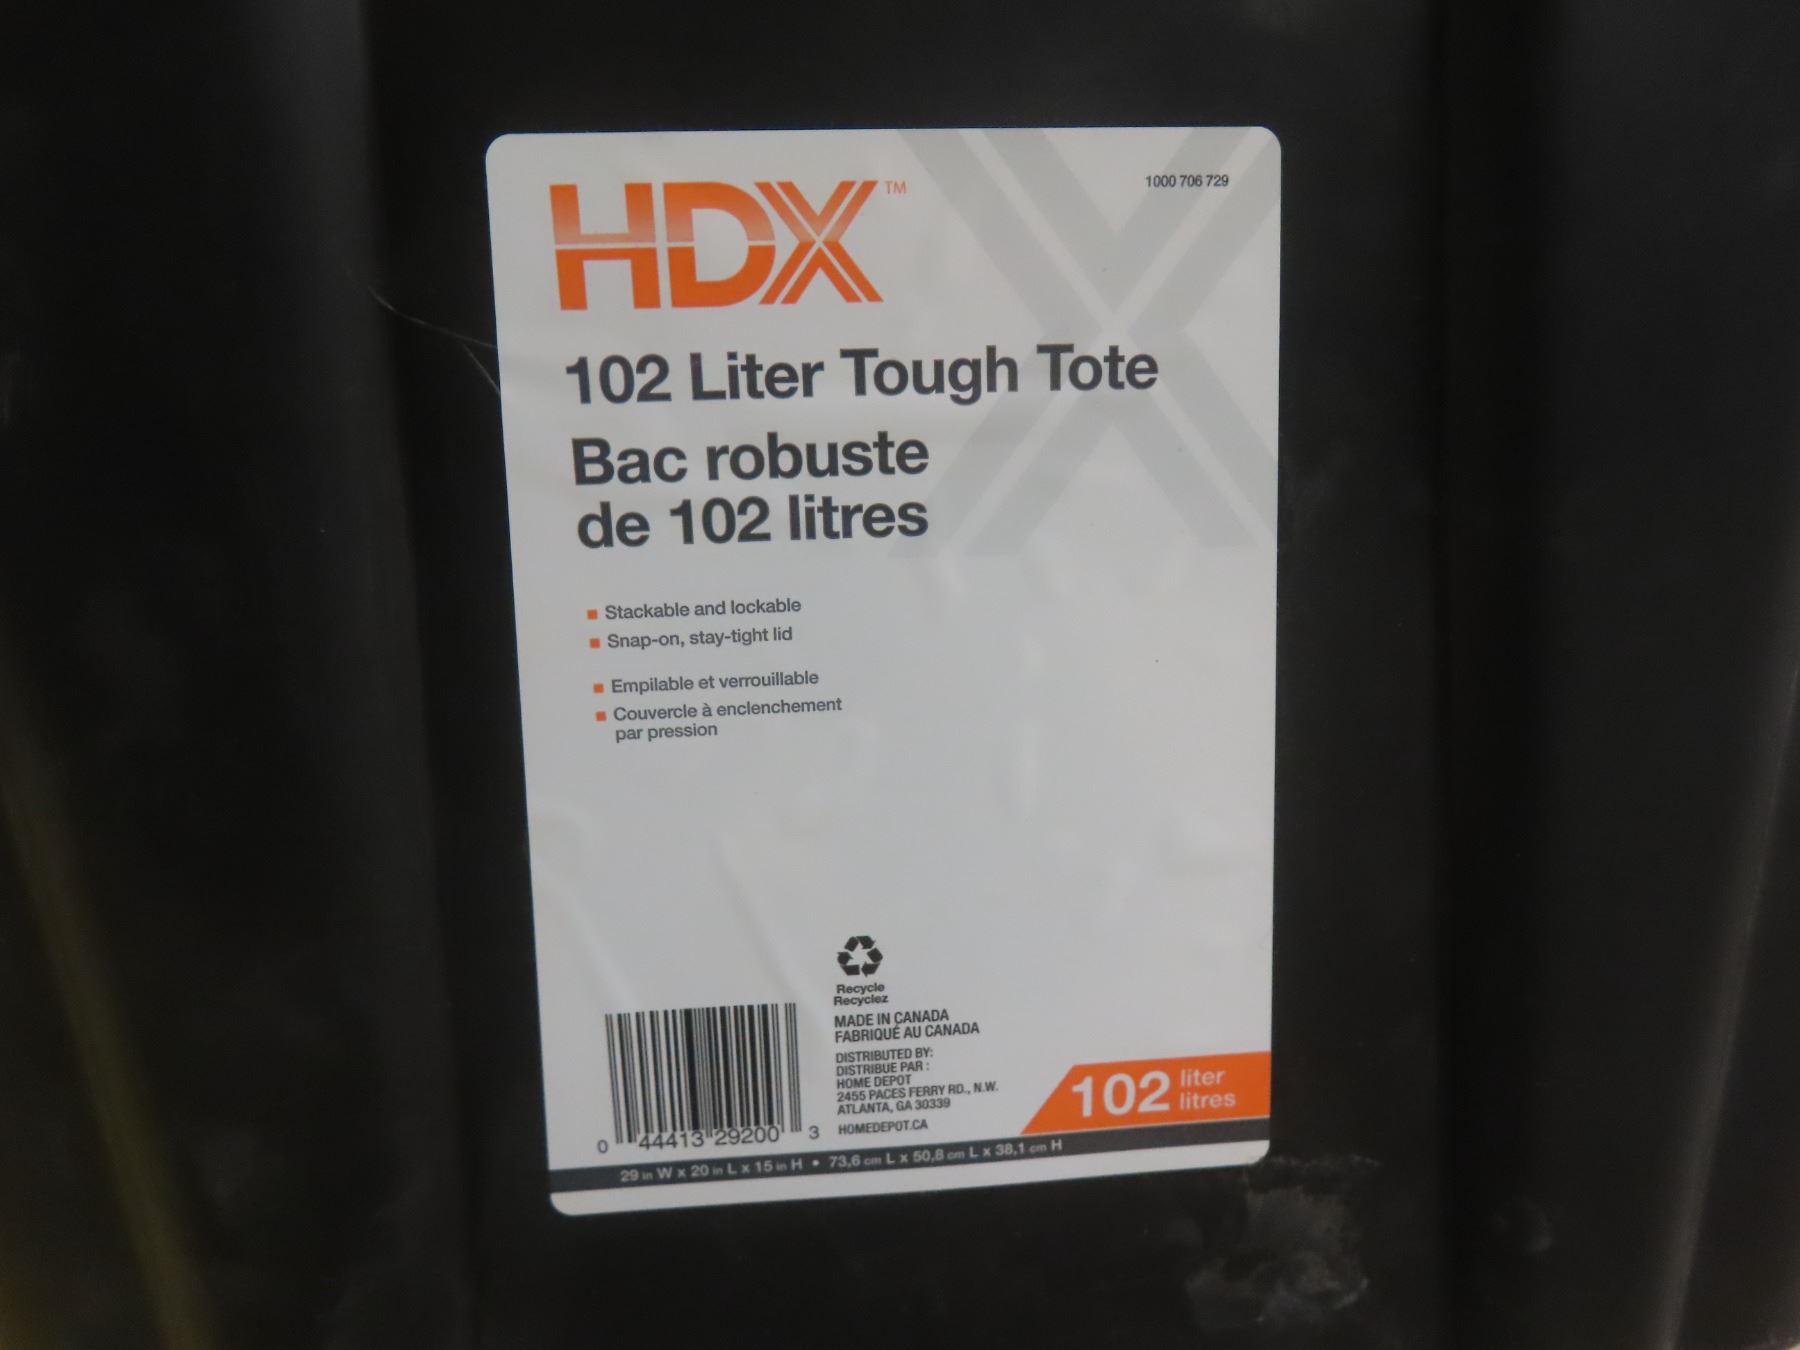 HDX™
1000 706 729
102 Liter Tough Tote
Bac robuste
de 102 litres
Stackable and lockable
Snap-on, stay-tight lid
Empilable et verrouillable
Couvercle à enclenchement
par pression
Recycle
Recyclez
MADE IN CANADA
FABRIQUÉ AU CANADA
DISTRIBUTED BY:
DISTRIBUE PAR :
HOME DEPOT
2455 PACES FERRY RD., N.W.
ATLANTA, GA 30339
HOMEDEPOT.CA
0 44413 29200 3
102 liter
litres
29 in W x 20 in L x 15 in H • 73,6 cm L x 50,8 cm L x 38,1 cm H